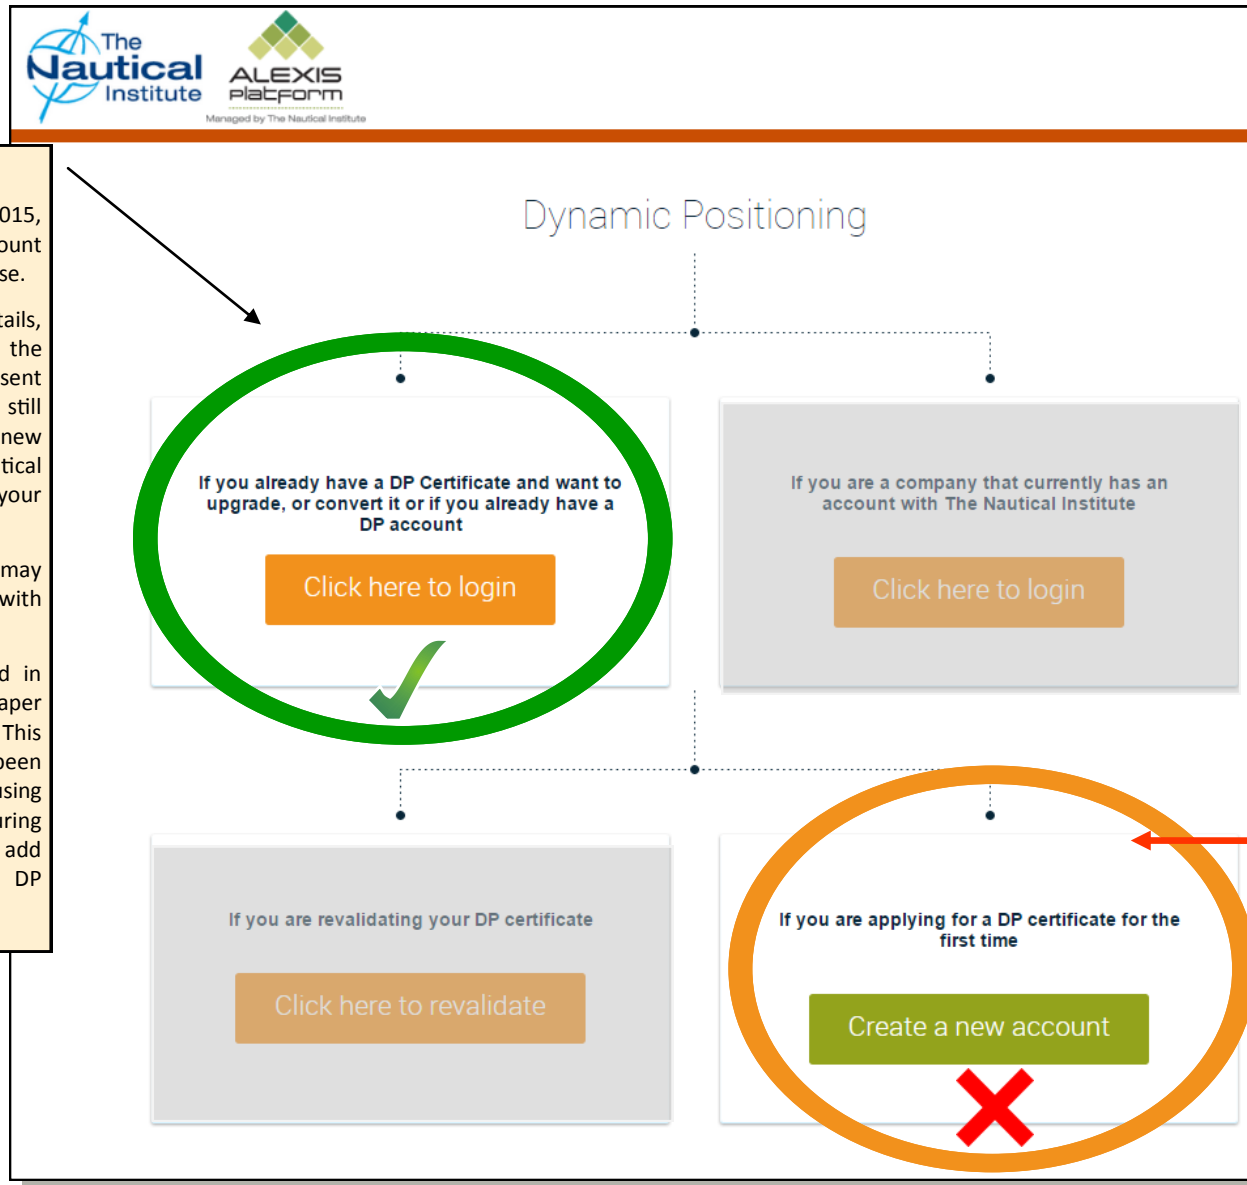 The
Nautical
Institute
ALEXIS
Platform
Managed by The Nautical Institute
015,
ount
se.
tails,
the
sent
still
new
tical
your
may
with
d in
aper
This
been
using
uring
add
DP
Dynamic Positioning
If you already have a DP Certificate and want to
upgrade, or convert it or if you already have a
DP account
Click here to login
If you are a company that currently has an
account with The Nautical Institute
Click here to login
If you are revalidating your DP certificate
Click here to revalidate
If you are applying for a DP certificate for the
first time
Create a new account